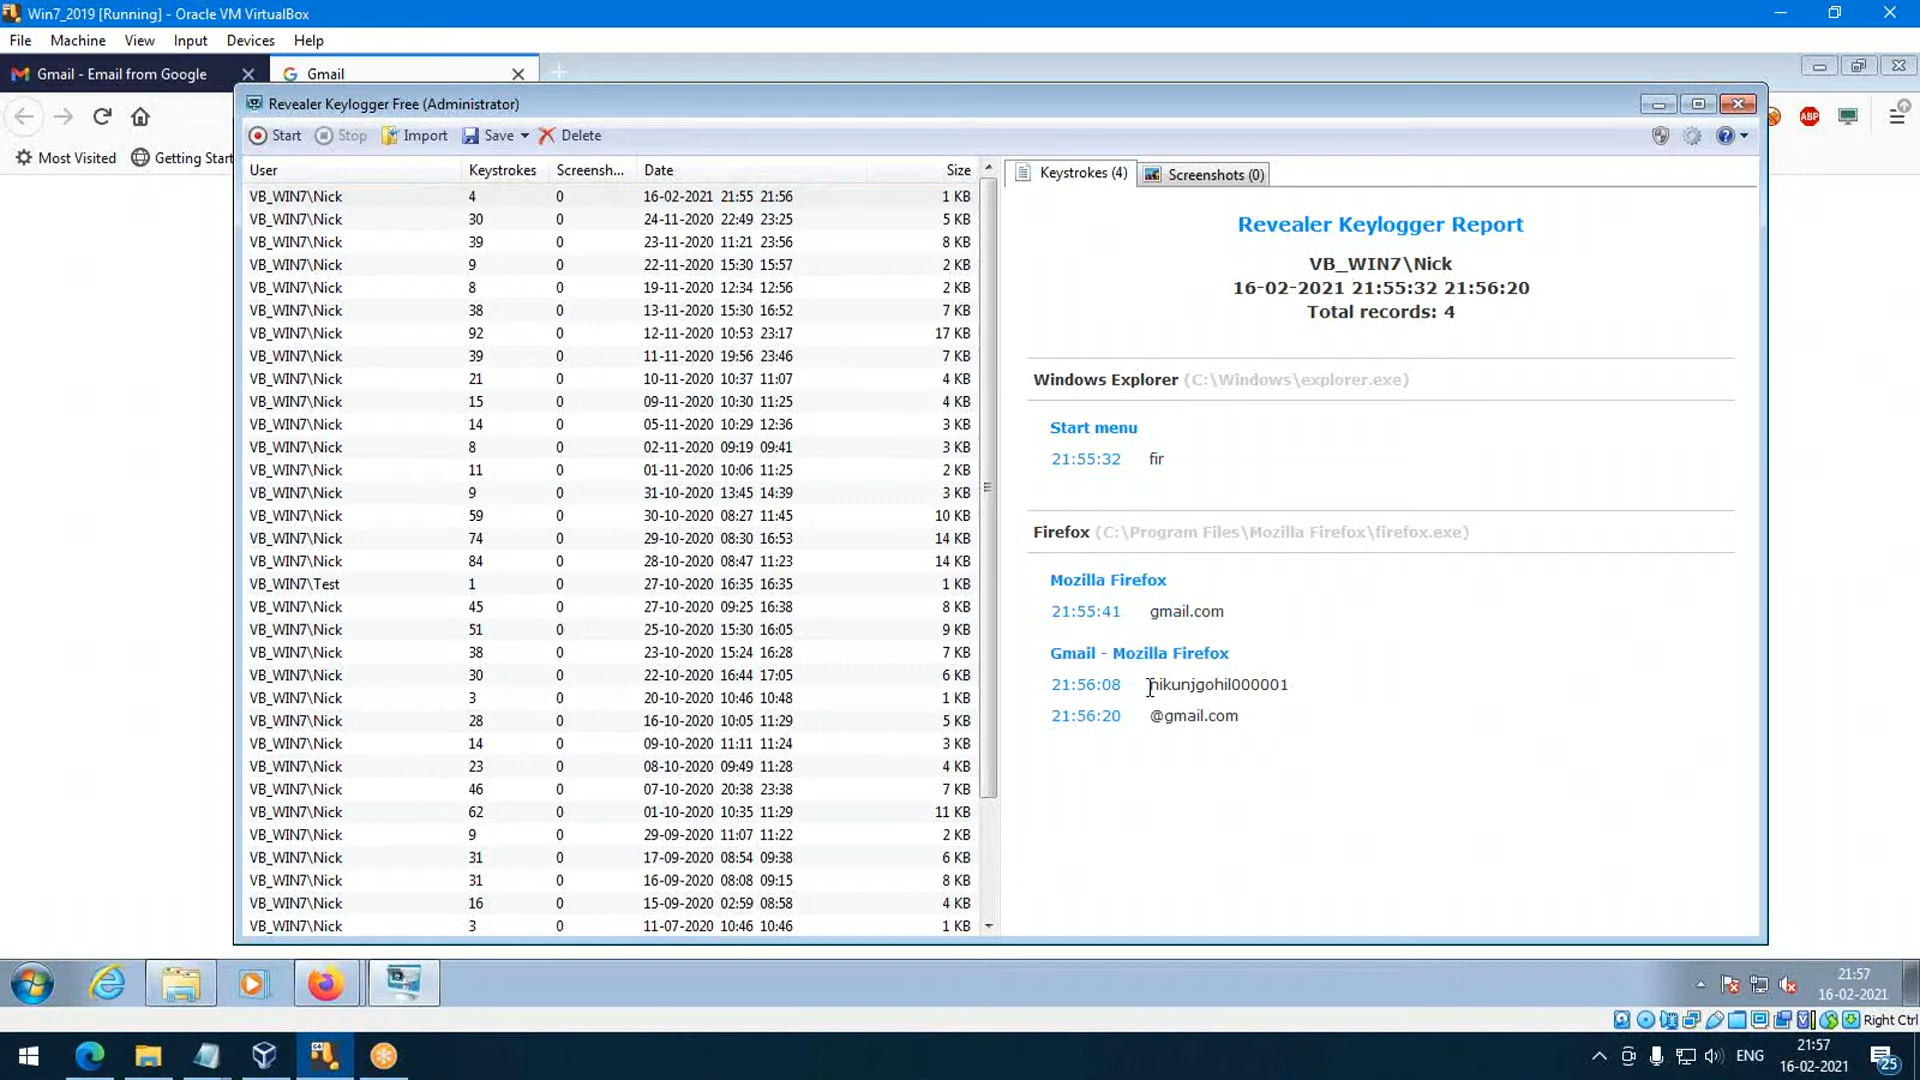 Win7_2019 [Running] - Oracle VM VirtualBox
File Machine View Input Devices Help
Gmail - Email from Google
Gmail
Revealer Keylogger Free (Administrator)
Start Stop Import Save Delete
ABP
Most Visited Getting Start
User Keystrokes Screensh... Date Size
VB_WIN7\Nick 4 0 16-02-2021 21:55 21:56 1 KB
VB_WIN7\Nick 30 0 24-11-2020 22:49 23:25 5 KB
VB_WIN7\Nick 39 0 23-11-2020 11:21 23:56 8 KB
VB_WIN7\Nick 9 0 22-11-2020 15:30 15:57 2 KB
VB_WIN7\Nick 8 0 19-11-2020 12:34 12:56 2 KB
VB_WIN7\Nick 38 0 13-11-2020 15:30 16:52 7 KB
VB_WIN7\Nick 92 0 12-11-2020 10:53 23:17 17 KB
VB_WIN7\Nick 39 0 11-11-2020 19:56 23:46 7 KB
VB_WIN7\Nick 21 0 10-11-2020 10:37 11:07 4 KB
VB_WIN7\Nick 15 0 09-11-2020 10:30 11:25 4 KB
VB_WIN7\Nick 14 0 05-11-2020 10:29 12:36 3 KB
VB_WIN7\Nick 8 0 02-11-2020 09:19 09:41 3 KB
VB_WIN7\Nick 11 0 01-11-2020 10:06 11:25 2 KB
VB_WIN7\Nick 9 0 31-10-2020 13:45 14:39 3 KB
VB_WIN7\Nick 59 0 30-10-2020 08:27 11:45 10 KB
VB_WIN7\Nick 74 0 29-10-2020 08:30 16:53 14 KB
VB_WIN7\Nick 84 0 28-10-2020 08:47 11:23 14 KB
VB_WIN7\Test 1 0 27-10-2020 16:35 16:35 1 KB
VB_WIN7\Nick 45 0 27-10-2020 09:25 16:38 8 KB
VB_WIN7\Nick 51 0 25-10-2020 15:30 16:05 9 KB
VB_WIN7\Nick 38 0 23-10-2020 15:24 16:28 7 KB
VB_WIN7\Nick 30 0 22-10-2020 16:44 17:05 6 KB
VB_WIN7\Nick 3 0 20-10-2020 10:46 10:48 1 KB
VB_WIN7\Nick 28 0 16-10-2020 10:05 11:29 5 KB
VB_WIN7\Nick 14 0 09-10-2020 11:11 11:24 3 KB
VB_WIN7\Nick 23 0 08-10-2020 09:49 11:28 4 KB
VB_WIN7\Nick 46 0 07-10-2020 20:38 23:38 7 KB
VB_WIN7\Nick 62 0 01-10-2020 10:35 11:29 11 KB
VB_WIN7\Nick 9 0 29-09-2020 11:07 11:22 2 KB
VB_WIN7\Nick 31 0 17-09-2020 08:54 09:38 6 KB
VB_WIN7\Nick 31 0 16-09-2020 08:08 09:15 8 KB
VB_WIN7\Nick 16 0 15-09-2020 02:59 08:58 4 KB
VB_WIN7\Nick 3 0 11-07-2020 10:46 10:46 1 KB
Keystrokes (4) Screenshots (0)
Revealer Keylogger Report
VB_WIN7\Nick
16-02-2021 21:55:32 21:56:20
Total records: 4
Windows Explorer (C:\Windows\explorer.exe)
Start menu
21:55:32 fir
Firefox (C:\Program Files\Mozilla Firefox\firefox.exe)
Mozilla Firefox
21:55:41 gmail.com
Gmail - Mozilla Firefox
21:56:08 nikunjgohil000001
21:56:20 @gmail.com
21:57
16-02-2021
Right Ctrl
ENG
21:57
16-02-2021
25